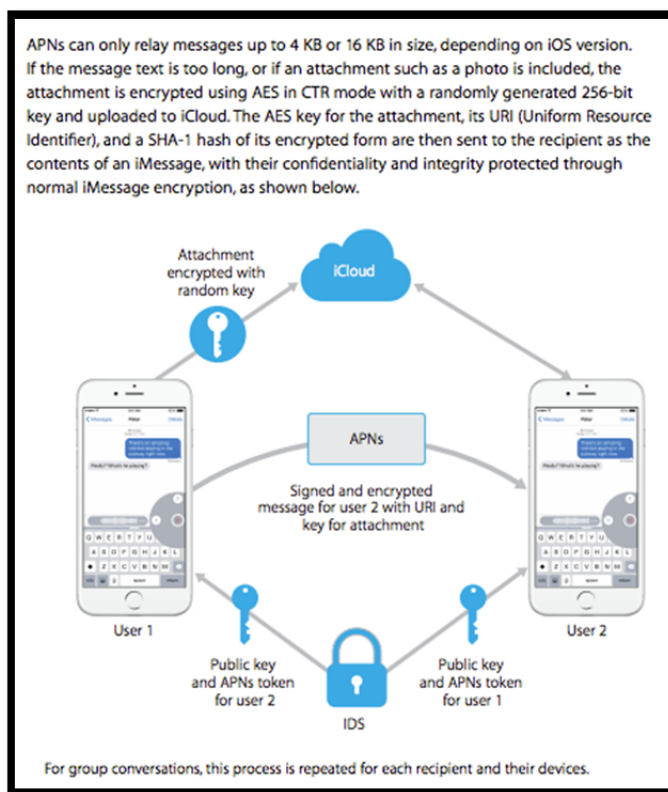 APNs can only relay messages up to 4 KB or 16 KB in size, depending on iOS version.
If the message text is too long, or if an attachment such as a photo is included, the
attachment is encrypted using AES in CTR mode with a randomly generated 256-bit
key and uploaded to iCloud. The AES key for the attachment, its URI (Uniform Resource
Identifier), and a SHA-1 hash of its encrypted form are then sent to the recipient as the
contents of an iMessage, with their confidentiality and integrity protected through
normal iMessage encryption, as shown below.
Attachment
encrypted with
random key
iCloud
APNs
Signed and encrypted
message for user 2 with URI and
key for attachment
User 1
User 2
Public key
and APNs token
for user 2
Public key
and APNs token
for user 1
IDS
For group conversations, this process is repeated for each recipient and their devices.